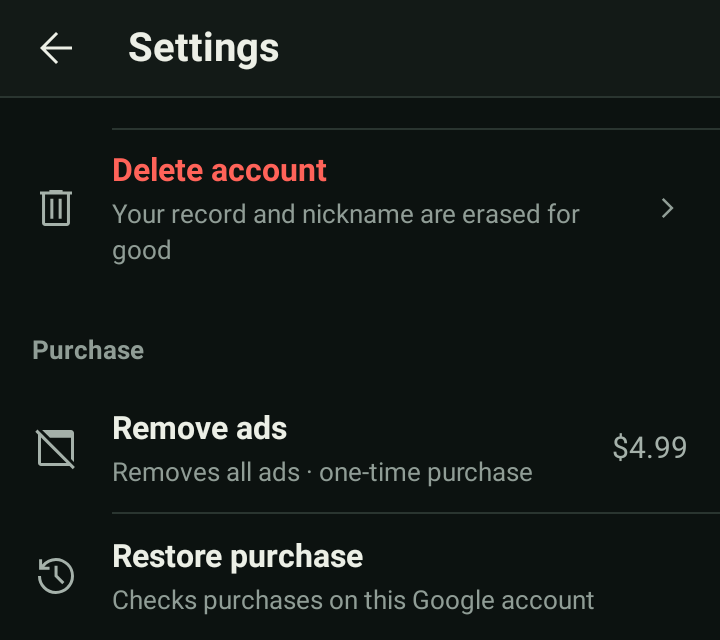 Settings
Delete account
Your record and nickname are erased for
good
Purchase
Remove ads
Removes all ads · one-time purchase
$4.99
Restore purchase
Checks purchases on this Google account